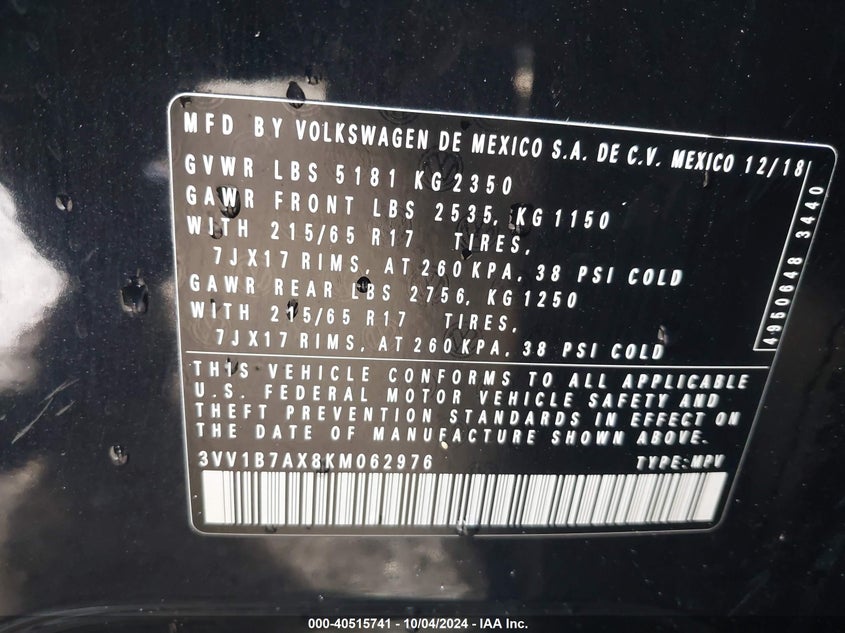 MFD BY VOLKSWAGEN DE MEXICO S.A. DE C.V. MEXICO 12/18
GVWR LBS 5181 KG 2350
GAWR FRONT LBS 2535, KG 1150
WITH 215/65 R17 TIRES,
7JX17 RIMS, AT 260 KPA, 38 PSI COLD
GAWR REAR LBS 2756, KG 1250
WITH 215/65 R17 TIRES,
7JX17 RIMS, AT 260 KPA, 38 PSI COLD
4950648 3440
THIS VEHICLE CONFORMS TO ALL APPLICABLE
U.S. FEDERAL MOTOR VEHICLE SAFETY AND
THEFT PREVENTION STANDARDS IN EFFECT ON
THE DATE OF MANUFACTURE SHOWN ABOVE.
3VV1B7AX8KM062976 TYPE: MPV
000-40515741 - 10/04/2024 - IAA Inc.